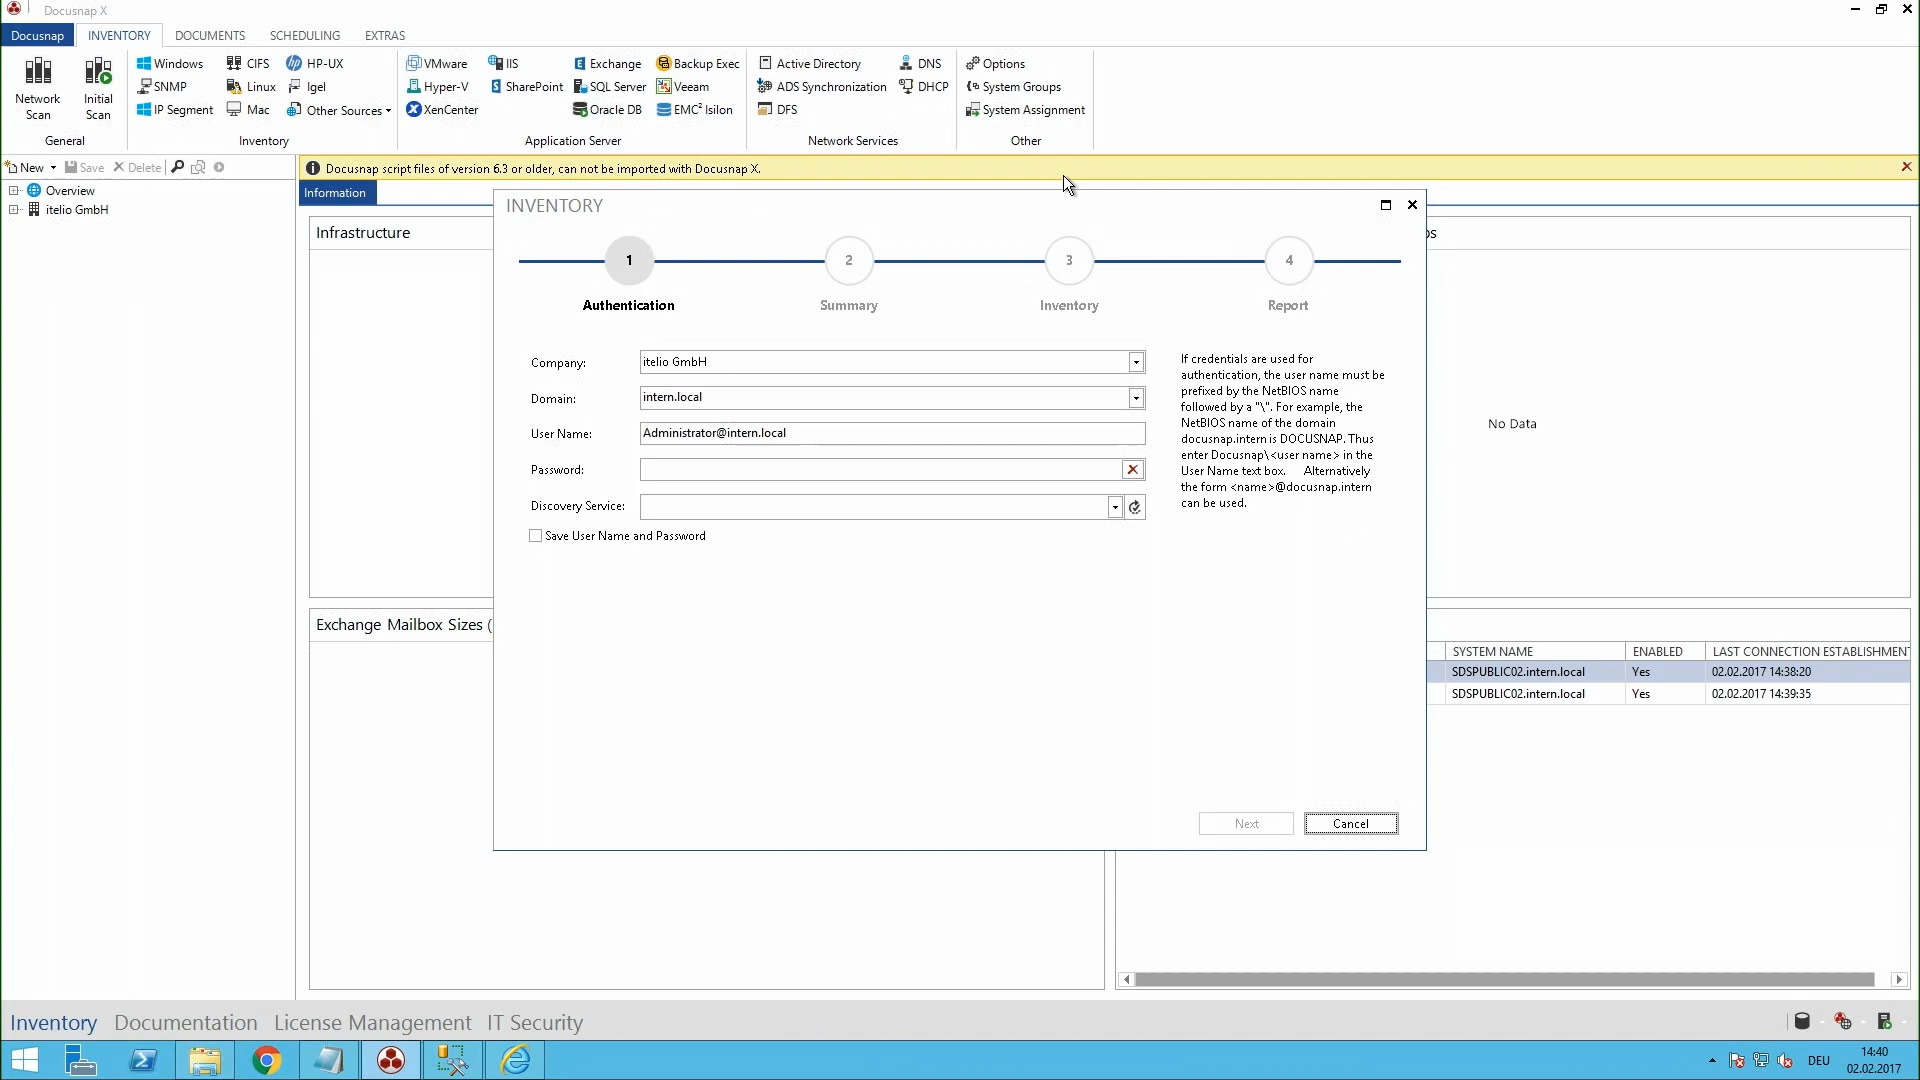 Docusnap X
Docusnap INVENTORY DOCUMENTS SCHEDULING EXTRAS
Network Scan
Initial Scan
General
Windows
SNMP
IP Segment
CIFS
Linux
Mac
HP-UX
Igel
Other Sources
Inventory
VMware
Hyper-V
XenCenter
IIS
SharePoint
Exchange
SQL Server
Oracle DB
Backup Exec
Veeam
EMC² Isilon
Application Server
Active Directory
ADS Synchronization
DFS
DNS
DHCP
Network Services
Options
System Groups
System Assignment
Other
New Save Delete
Overview
itelio GmbH
Docusnap script files of version 6.3 or older, can not be imported with Docusnap X.
Information
Infrastructure
Exchange Mailbox Sizes (
INVENTORY
1 2 3 4
Authentication Summary Inventory Report
Company: itelio GmbH
Domain: intern.local
User Name: Administrator@intern.local
Password:
Discovery Service:
Save User Name and Password
If credentials are used for
authentication, the user name must be
prefixed by the NetBIOS name
followed by a "\". For example, the
NetBIOS name of the domain
docusnap.intern is DOCUSNAP. Thus
enter Docusnap\<user name> in the
User Name text box. Alternatively
the form <name>@docusnap.intern
can be used.
Next Cancel
No Data
SYSTEM NAME ENABLED LAST CONNECTION ESTABLISHMENT
SDSPUBLIC02.intern.local Yes 02.02.2017 14:38:20
SDSPUBLIC02.intern.local Yes 02.02.2017 14:39:35
Inventory Documentation License Management IT Security
DEU
14:40
02.02.2017